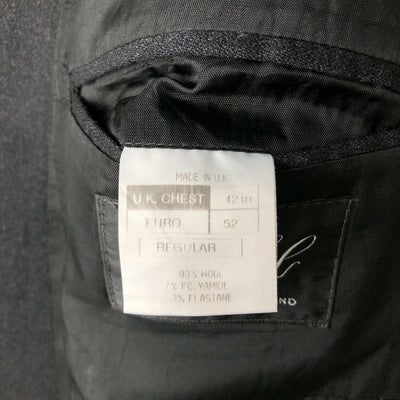 MADE IN U.K.
U.K. CHEST 42 in
EURO 52
REGULAR
90% WOOL
7% POLYAMIDE
3% ELASTANE